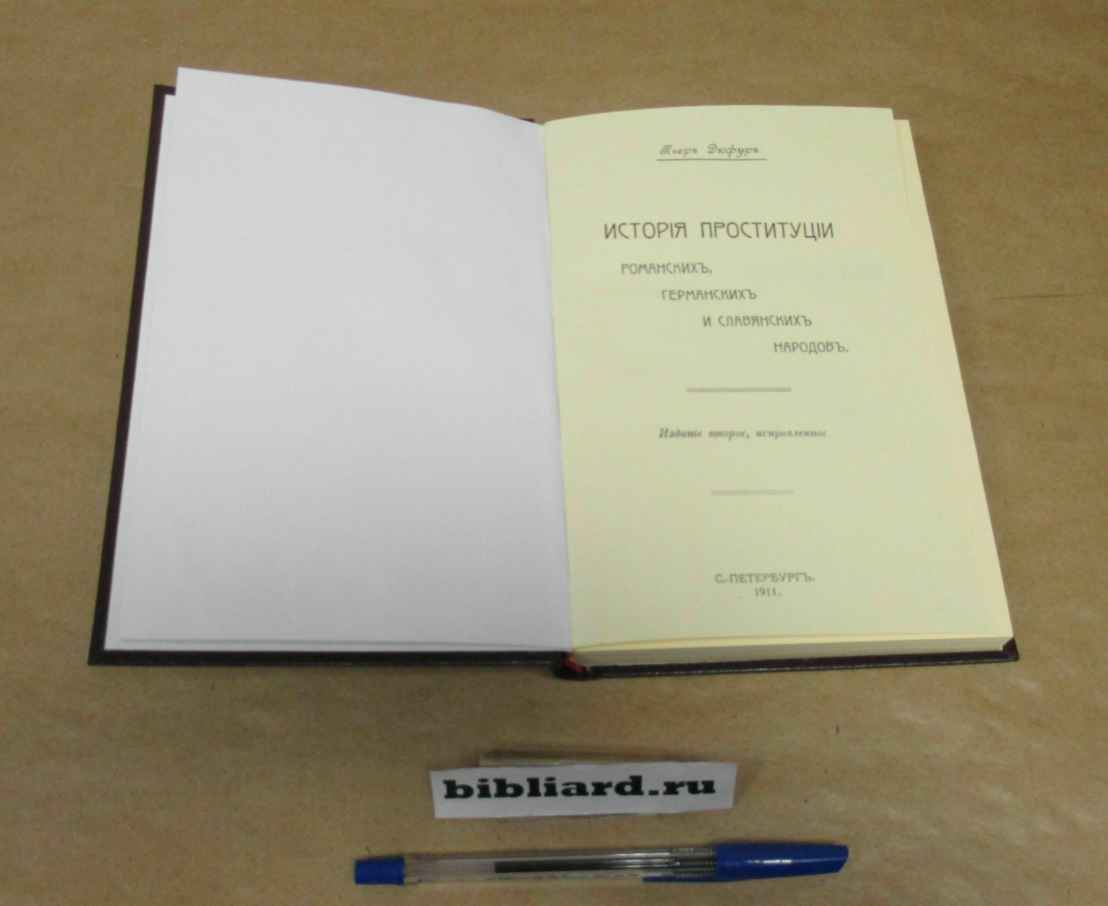 Пьеръ Дюфуръ
ИСТОРІЯ ПРОСТИТУЦІИ
РОМАНСКИХЪ,
ГЕРМАНСКИХЪ
И СЛАВЯНСКИХЪ
НАРОДОВЪ.
Изданіе второе, исправленное
С.-ПЕТЕРБУРГЪ.
1911.
bibliard.ru